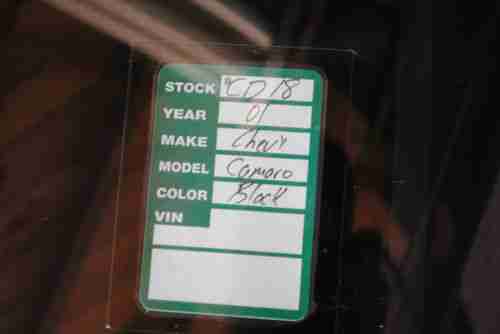 STOCK CD18
YEAR 01
MAKE Chevy
MODEL Camaro
COLOR Black
VIN